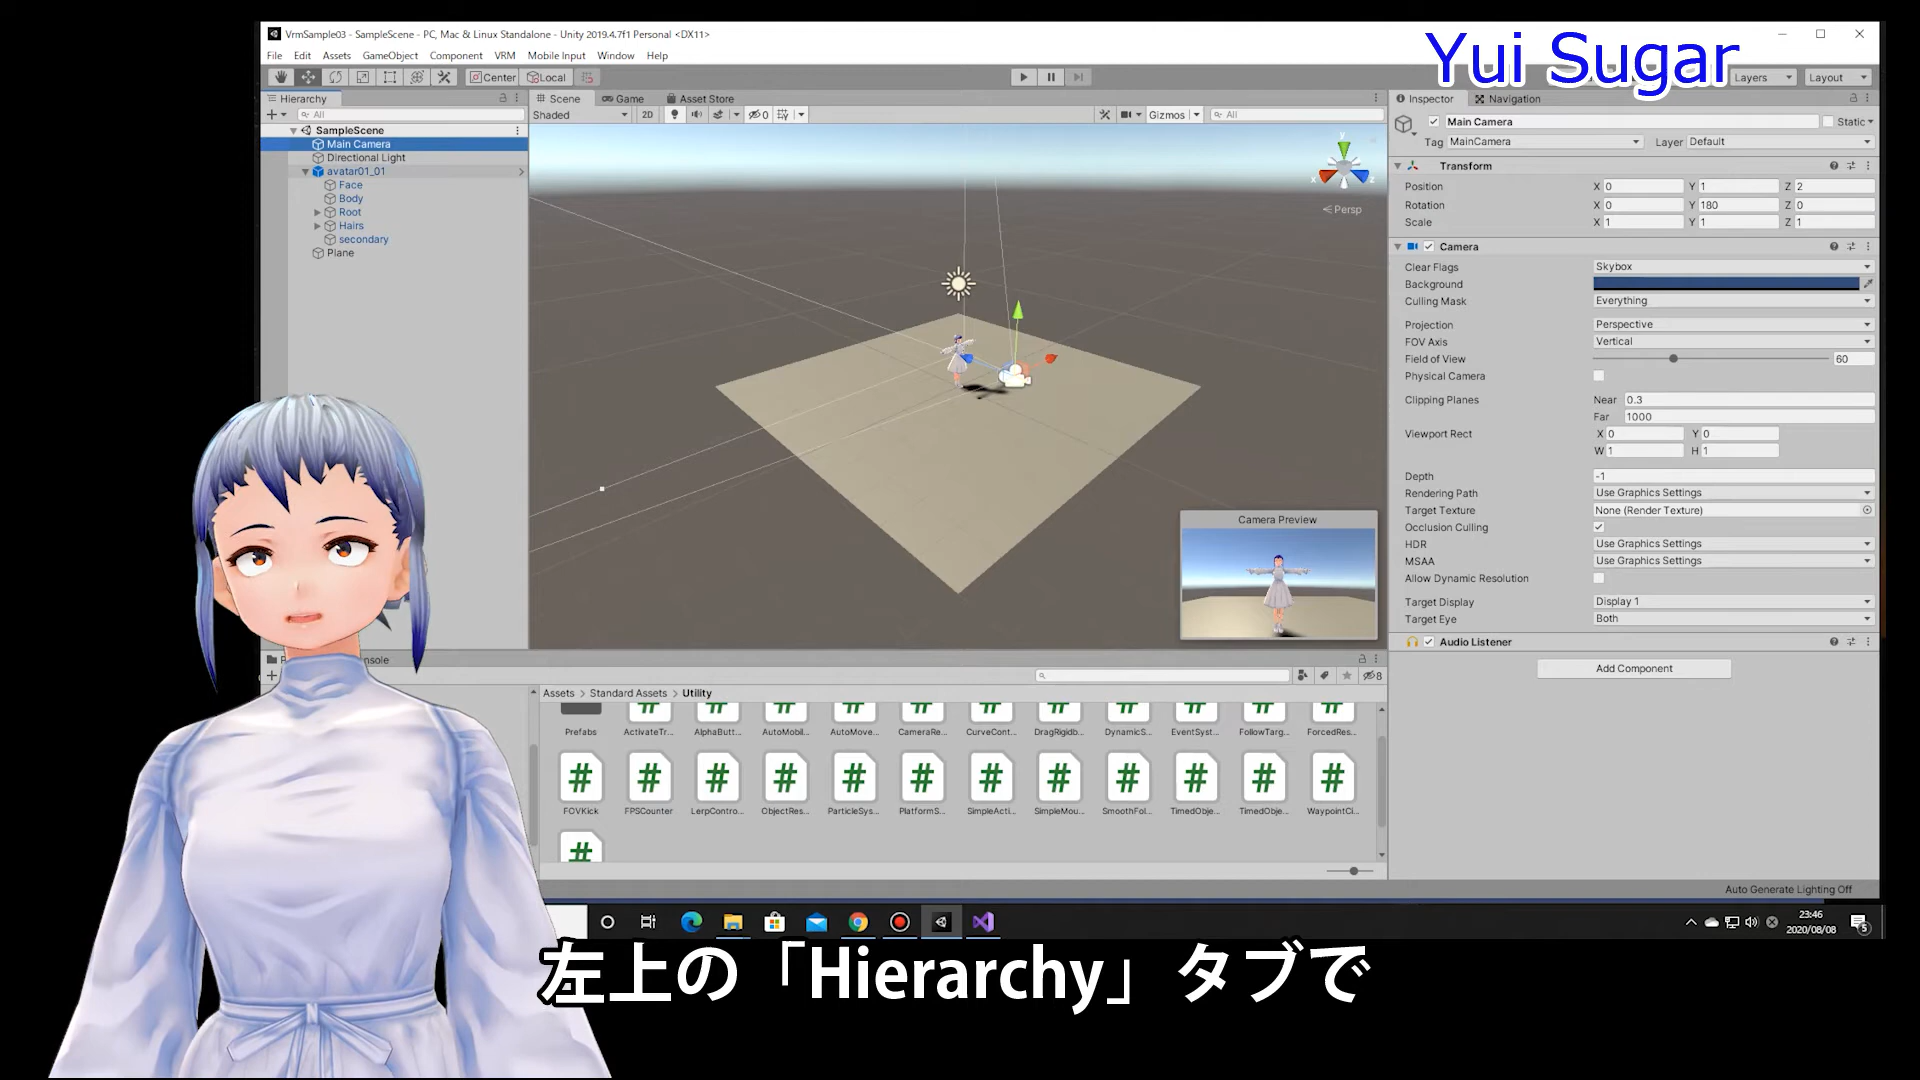 VrmSample03 - SampleScene - PC, Mac & Linux Standalone - Unity 2019.4.7f1 Personal <DX11>
Yui Sugar
File Edit Assets GameObject Component VRM Mobile Input Window Help
Center Local Layers Layout
Hierarchy
All
SampleScene
Main Camera
Directional Light
avatar01_01
Face
Body
Root
Hairs
secondary
Plane
Scene Game Asset Store
Shaded 2D 0 Gizmos All
y
x z
Persp
Camera Preview
Inspector Navigation
Main Camera Static
Tag MainCamera Layer Default
Transform
Position X 0 Y 1 Z 2
Rotation X 0 Y 180 Z 0
Scale X 1 Y 1 Z 1
Camera
Clear Flags Skybox
Background
Culling Mask Everything
Projection Perspective
FOV Axis Vertical
Field of View 60
Physical Camera
Clipping Planes Near 0.3
Far 1000
Viewport Rect X 0 Y 0
W 1 H 1
Depth -1
Rendering Path Use Graphics Settings
Target Texture None (Render Texture)
Occlusion Culling
HDR Use Graphics Settings
MSAA Use Graphics Settings
Allow Dynamic Resolution
Target Display Display 1
Target Eye Both
Audio Listener
Add Component
8
Assets > Standard Assets > Utility
Prefabs ActivateTr... AlphaButt... AutoMobil... AutoMove... CameraRe... CurveCont... DragRigidb... DynamicS... EventSyst... FollowTarg... ForcedRes...
FOVKick FPSCounter LerpContro... ObjectRes... ParticleSys... PlatformS... SimpleActi... SimpleMou... SmoothFol... TimedObje... TimedObje... WaypointCi...
Auto Generate Lighting Off
23:46
2020/08/08
5
左上の「Hierarchy」タブで